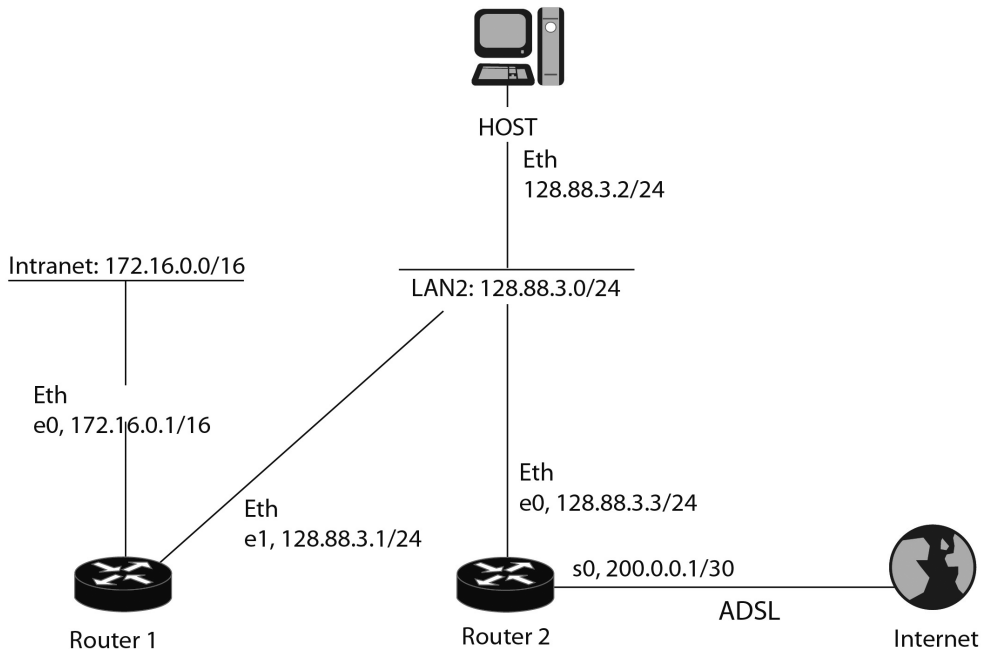 HOST
Eth
128.88.3.2/24
Intranet: 172.16.0.0/16
LAN2: 128.88.3.0/24
Eth
e0, 172.16.0.1/16
Eth
e1, 128.88.3.1/24
Eth
e0, 128.88.3.3/24
s0, 200.0.0.1/30
ADSL
Router 1
Router 2
Internet